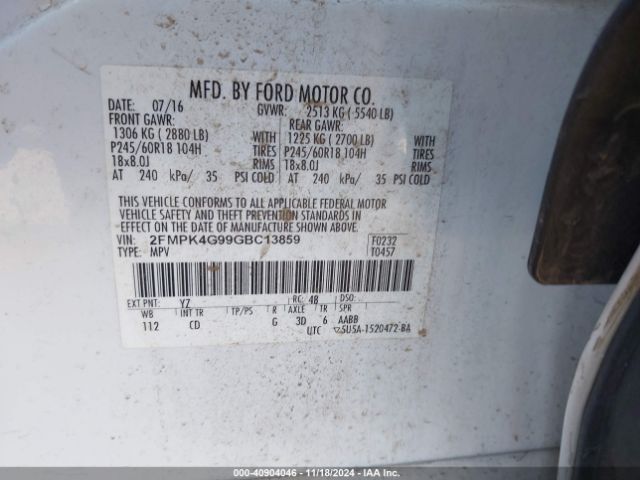 MFD. BY FORD MOTOR CO.
DATE: 07/16 GVWR: 2513 KG ( 5540 LB)
FRONT GAWR: REAR GAWR:
1306 KG ( 2880 LB) WITH 1225 KG ( 2700 LB) WITH
P245/60R18 104H TIRES P245/60R18 104H TIRES
18x8.0J RIMS 18x8.0J RIMS
AT 240 kPa/ 35 PSI COLD AT 240 kPa/ 35 PSI COLD
THIS VEHICLE CONFORMS TO ALL APPLICABLE FEDERAL MOTOR
VEHICLE SAFETY AND THEFT PREVENTION STANDARDS IN
EFFECT ON THE DATE OF MANUFACTURE SHOWN ABOVE.
VIN: 2FMPK4G99GBC13859 F0232
TYPE: MPV T0457
EXT PNT: YZ RC: 48 DSO:
WB INT TR TP/PS R AXLE TR SPR
112 CD G 3D 6 AABB
UTC 5U5A-1520472-BA
000-40904046 — 11/18/2024 — IAAI.COM